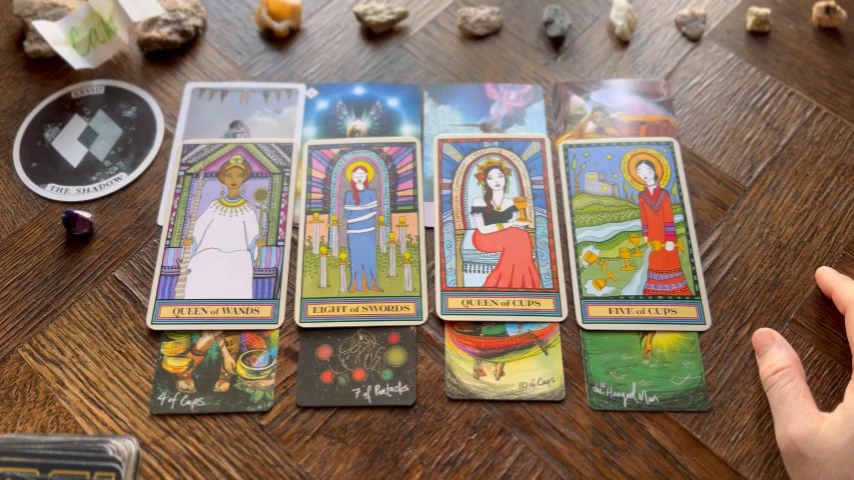 XXVIII
THE SHADOW
QUEEN of WANDS
EIGHT of SWORDS
QUEEN of CUPS
FIVE of CUPS
4 of Cups
7 of Pentacles
10 of Cups
the Hanged Man